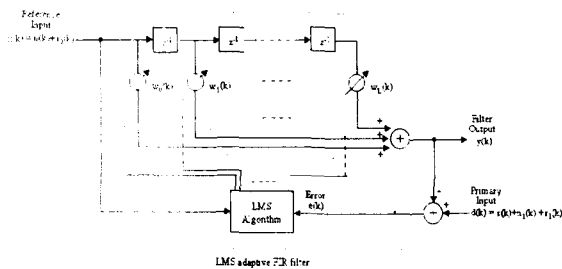 Reference
Input
z⁻¹
z⁻¹
z⁻¹
w₀(k)
w₁(k)
w_L(k)
+
+
+
+
Filter
Output
y(k)
LMS
Algorithm
Error
e(k)
-
+
+
Primary
Input
d(k) = s(k)+n₁(k)+r₁(k)
LMS adaptive FIR filter